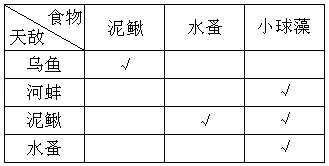 食物
天敌 泥鳅 水蚤 小球藻
乌鱼 √
河蚌 √
泥鳅 √ √
水蚤 √